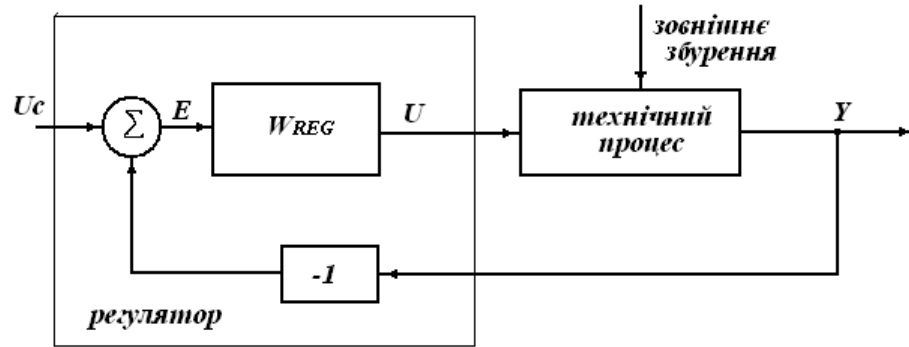 зовнішнє
збурення
Uc
E
Σ
WREG
U
технічний
процес
Y
-1
регулятор